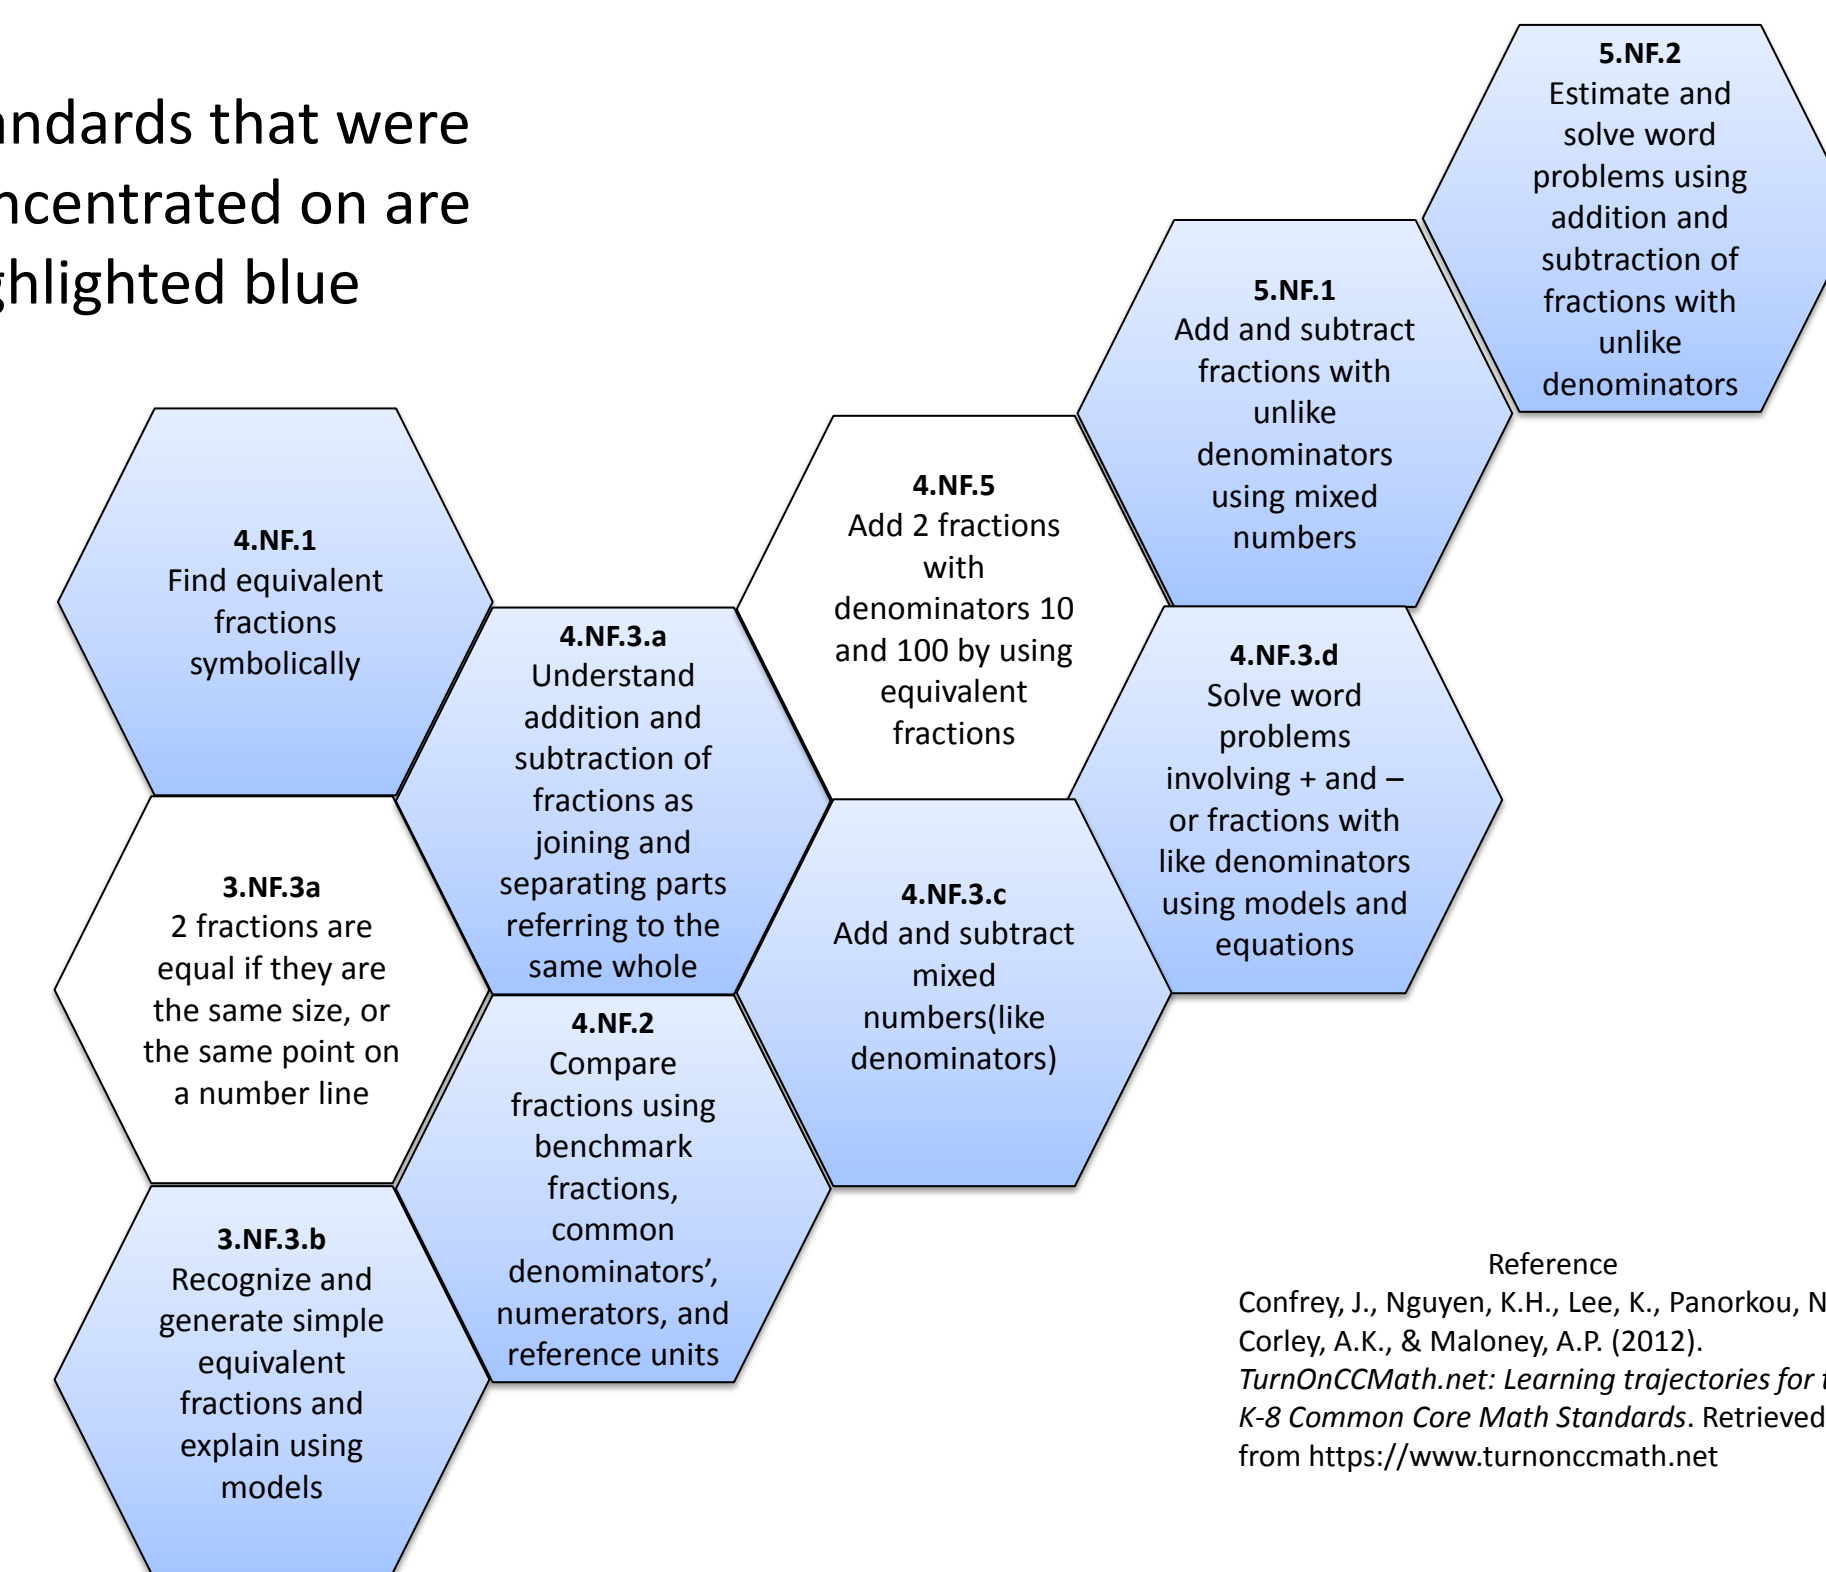 andards that were
ncentrated on are
ghlighted blue
5.NF.2
Estimate and
solve word
problems using
addition and
subtraction of
fractions with
unlike
denominators
5.NF.1
Add and subtract
fractions with
unlike
denominators
using mixed
numbers
4.NF.1
Find equivalent
fractions
symbolically
4.NF.5
Add 2 fractions
with
denominators 10
and 100 by using
equivalent
fractions
4.NF.3.a
Understand
addition and
subtraction of
fractions as
joining and
separating parts
referring to the
same whole
4.NF.3.d
Solve word
problems
involving + and –
or fractions with
like denominators
using models and
equations
3.NF.3a
2 fractions are
equal if they are
the same size, or
the same point on
a number line
4.NF.3.c
Add and subtract
mixed
numbers(like
denominators)
4.NF.2
Compare
fractions using
benchmark
fractions,
common
denominators’,
numerators, and
reference units
3.NF.3.b
Recognize and
generate simple
equivalent
fractions and
explain using
models
Reference
Confrey, J., Nguyen, K.H., Lee, K., Panorkou, N
Corley, A.K., & Maloney, A.P. (2012).
TurnOnCCMath.net: Learning trajectories for t
K-8 Common Core Math Standards. Retrieved
from https://www.turnonccmath.net